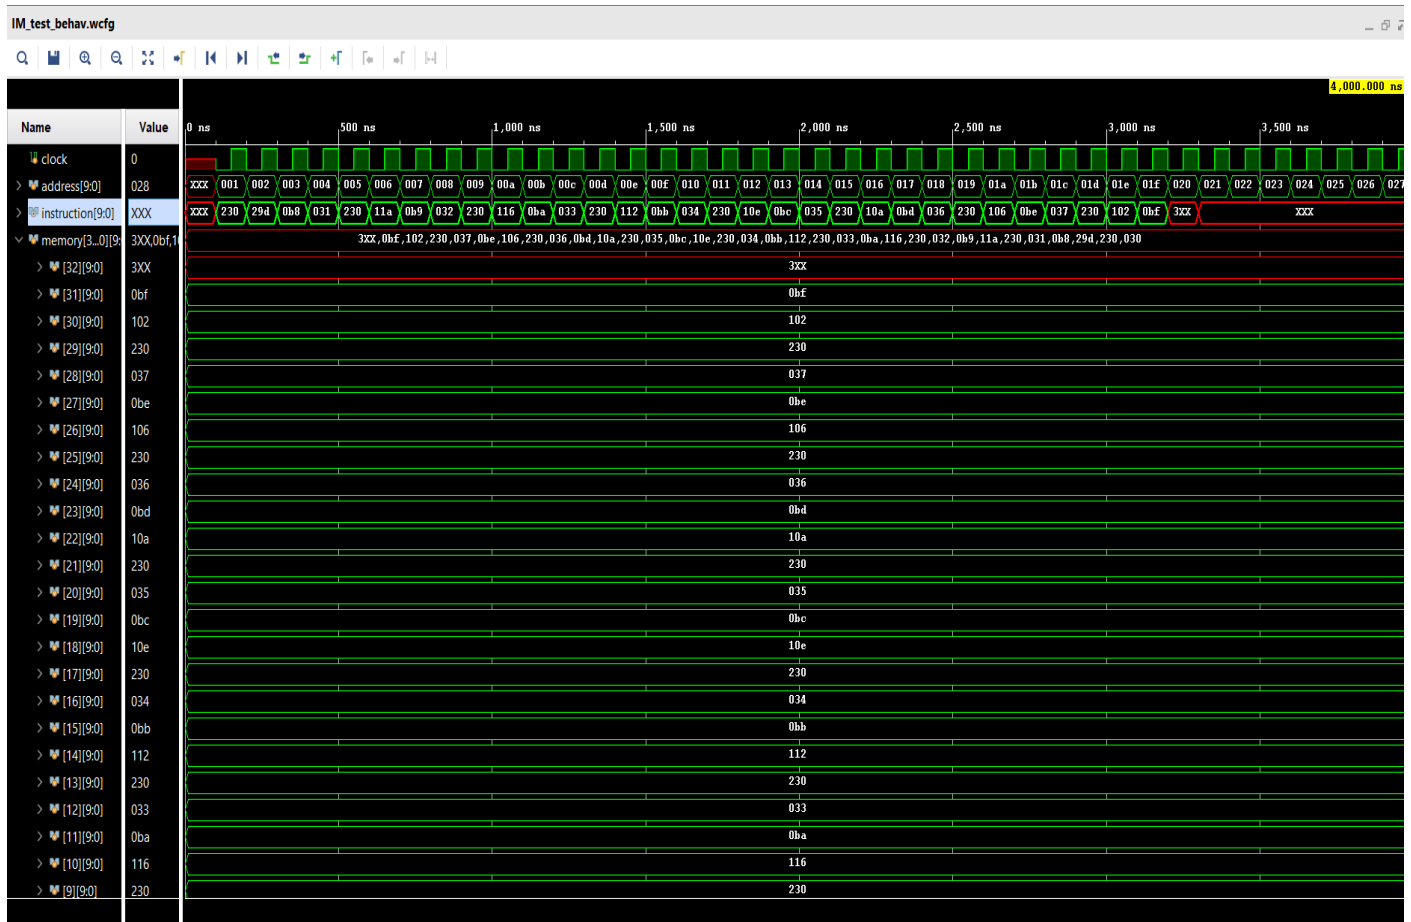 IM_test_behav.wcfg
4,000.000 ns
Name Value 0 ns 500 ns 1,000 ns 1,500 ns 2,000 ns 2,500 ns 3,000 ns 3,500 ns
clock 0
address[9:0] 028 XXX 001 002 003 004 005 006 007 008 009 00a 00b 00c 00d 00e 00f 010 011 012 013 014 015 016 017 018 019 01a 01b 01c 01d 01e 01f 020 021 022 023 024 025 026 027
instruction[9:0] XXX XXX 230 29d 0b8 031 230 11a 0b9 032 230 116 0ba 033 230 112 0bb 034 230 10e 0bc 035 230 10a 0bd 036 230 106 0be 037 230 102 0bf 3XX XXX
memory[3...0][9: 3XX,0bf,1 3XX,0bf,102,230,037,0be,106,230,036,0bd,10a,230,035,0bc,10e,230,034,0bb,112,230,033,0ba,116,230,032,0b9,11a,230,031,0b8,29d,230,030
[32][9:0] 3XX 3XX
[31][9:0] 0bf 0bf
[30][9:0] 102 102
[29][9:0] 230 230
[28][9:0] 037 037
[27][9:0] 0be 0be
[26][9:0] 106 106
[25][9:0] 230 230
[24][9:0] 036 036
[23][9:0] 0bd 0bd
[22][9:0] 10a 10a
[21][9:0] 230 230
[20][9:0] 035 035
[19][9:0] 0bc 0bc
[18][9:0] 10e 10e
[17][9:0] 230 230
[16][9:0] 034 034
[15][9:0] 0bb 0bb
[14][9:0] 112 112
[13][9:0] 230 230
[12][9:0] 033 033
[11][9:0] 0ba 0ba
[10][9:0] 116 116
[9][9:0] 230 230